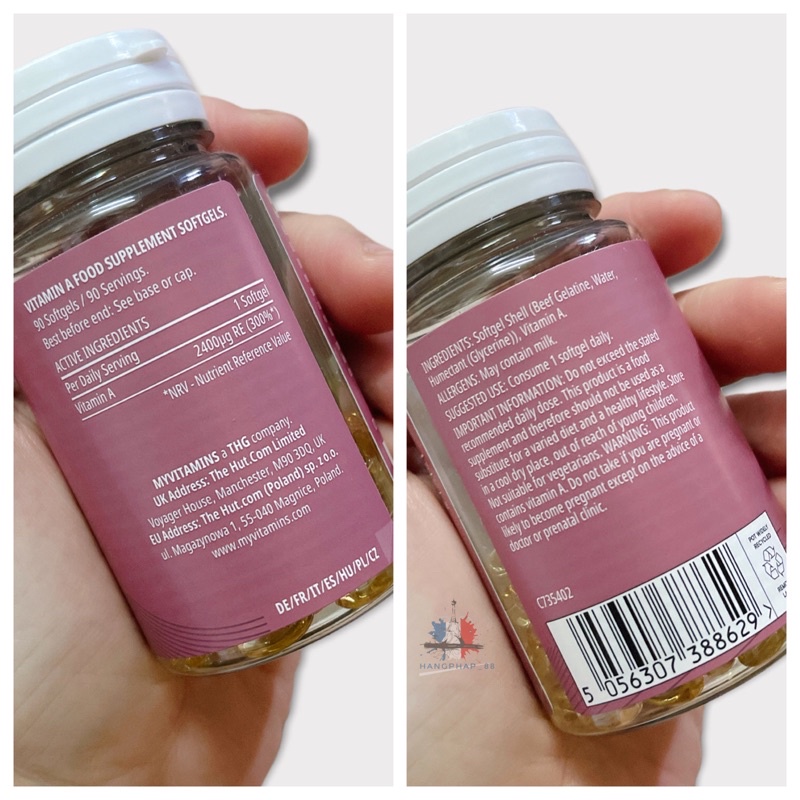 VITAMIN A FOOD SUPPLEMENT SOFTGELS.
90 Softgels / 90 Servings.
Best before end: See base or cap.
ACTIVE INGREDIENTS
Per Daily Serving 1 Softgel
Vitamin A 2400µg RE (300%*)
*NRV - Nutrient Reference Value
MYVITAMINS a THG company.
UK Address: The Hut.Com Limited
Voyager House, Manchester, M90 3DQ, UK
EU Address: The Hut.com (Poland) sp.z.o.o.
ul. Magazynowa 1, 55-040 Magnice, Poland.
www.myvitamins.com
DE/FR/IT/ES/HU/PL/CZ
INGREDIENTS: Softgel Shell (Beef Gelatine, Water,
Humectant (Glycerine)), Vitamin A.
ALLERGENS: May contain milk.
SUGGESTED USE: Consume 1 softgel daily.
IMPORTANT INFORMATION: Do not exceed the stated
recommended daily dose. This product is a food
supplement and therefore should not be used as a
substitute for a varied diet and a healthy lifestyle. Store
in a cool dry place, out of reach of young children.
Not suitable for vegetarians. WARNING: This product
contains vitamin A. Do not take if you are pregnant or
likely to become pregnant except on the advice of a
doctor or prenatal clinic.
C735402
POT WIDELY
RECYCLED
5 056307 388629 >
HANGPHAP_88